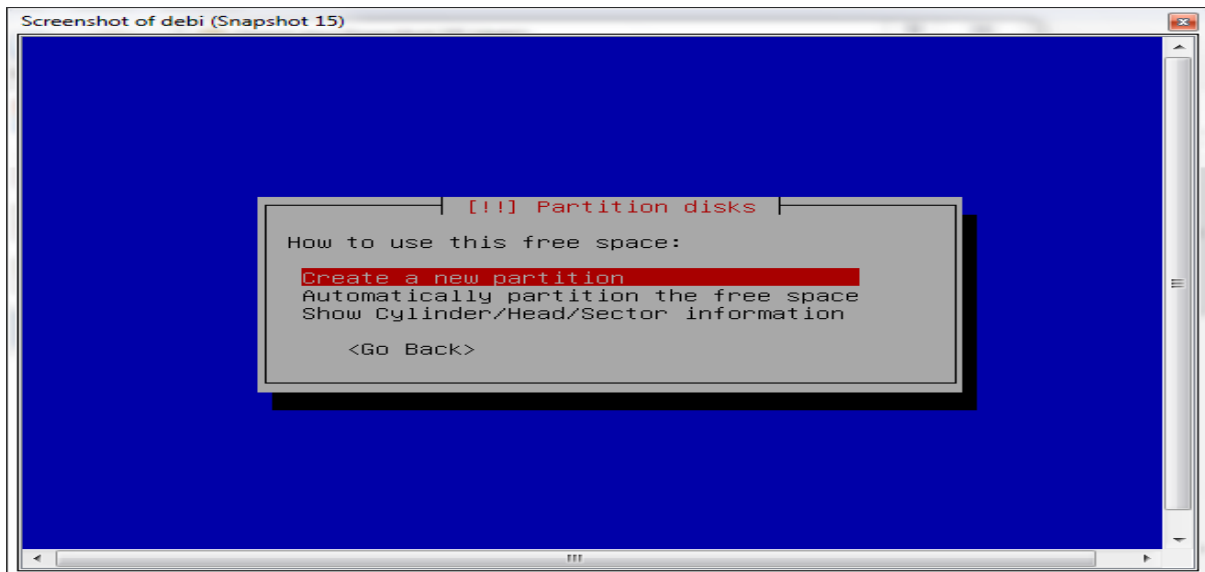 Screenshot of debi (Snapshot 15)
[!!] Partition disks
How to use this free space:
Create a new partition
Automatically partition the free space
Show Cylinder/Head/Sector information
<Go Back>